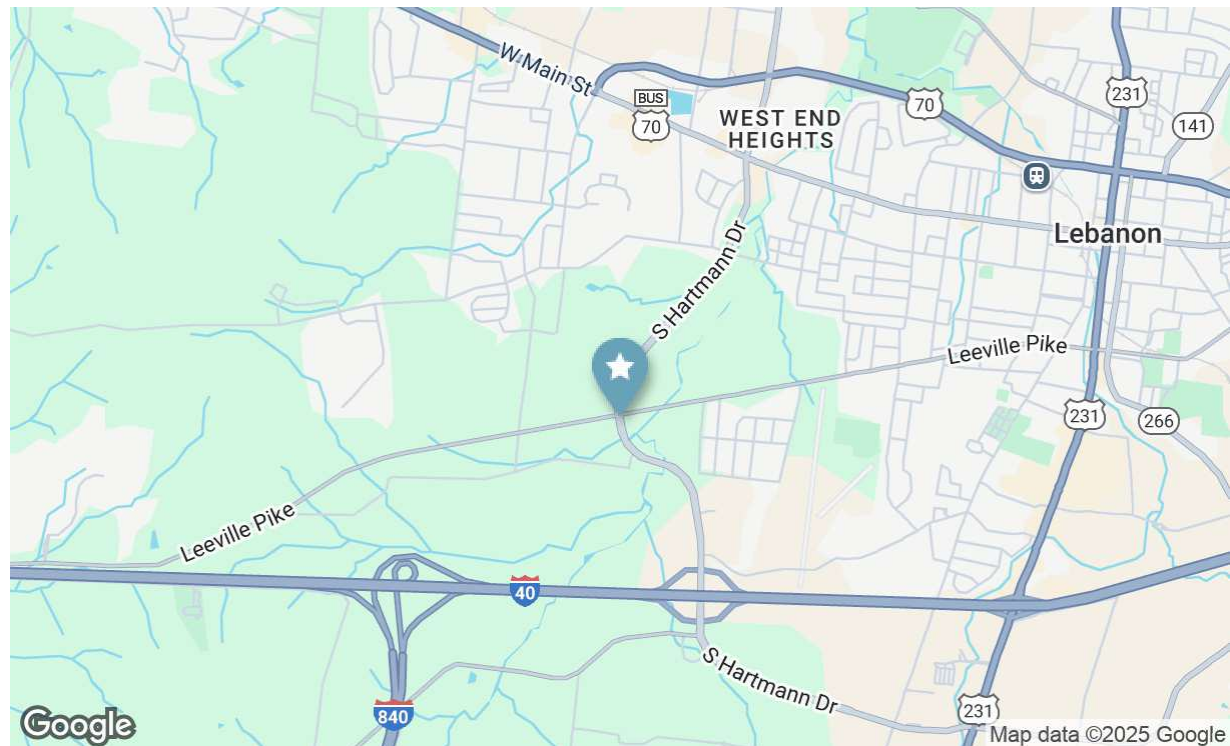 W Main St
BUS
70
70
231
141
WEST END
HEIGHTS
Lebanon
S Hartmann Dr
Leeville Pike
231
266
Leeville Pike
40
S Hartmann Dr
840
231
Google
Map data ©2025 Google